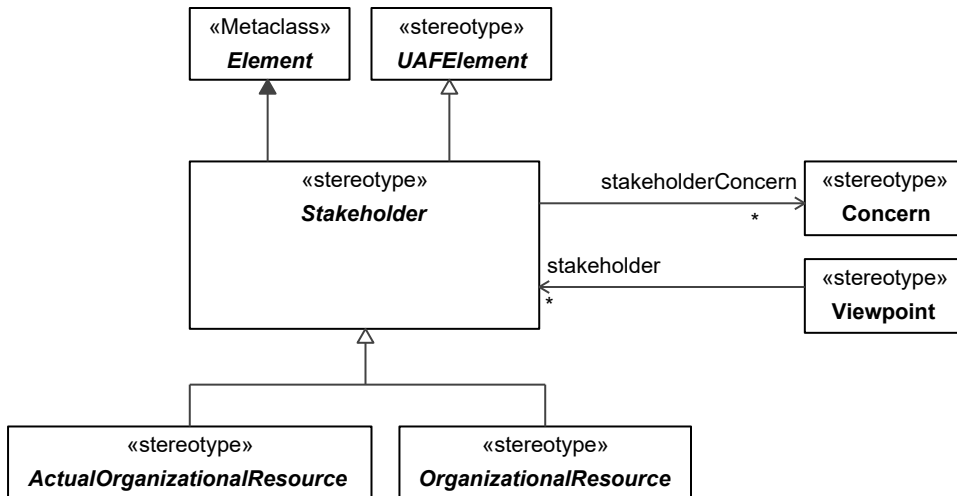 «Metaclass»
Element
«stereotype»
UAFElement
«stereotype»
Stakeholder
stakeholderConcern
*
«stereotype»
Concern
stakeholder
*
«stereotype»
Viewpoint
«stereotype»
ActualOrganizationalResource
«stereotype»
OrganizationalResource